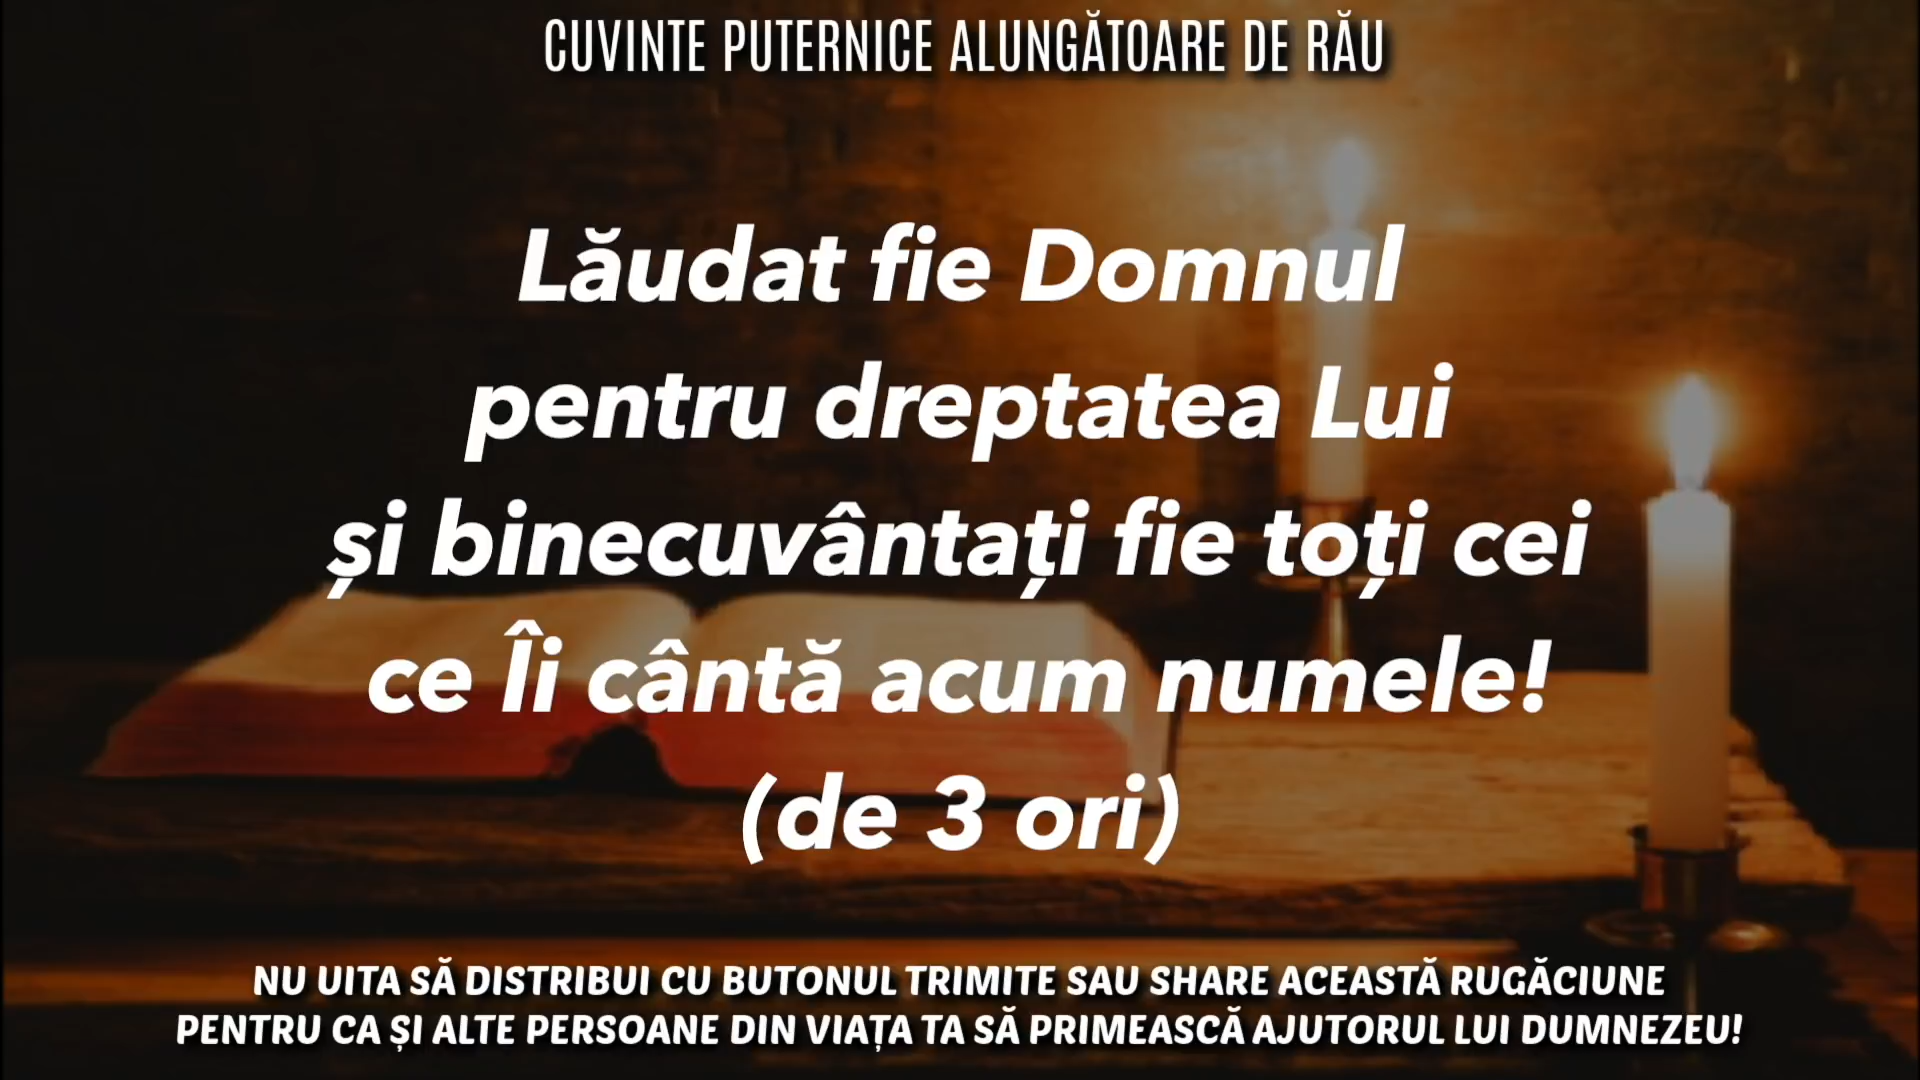 CUVINTE PUTERNICE ALUNGĂTOARE DE RĂU
Lăudat fie Domnul
pentru dreptatea Lui
și binecuvântați fie toți cei
ce Îi cântă acum numele!
(de 3 ori)
NU UITA SĂ DISTRIBUI CU BUTONUL TRIMITE SAU SHARE ACEASTĂ RUGĂCIUNE
PENTRU CA ȘI ALTE PERSOANE DIN VIAȚA TA SĂ PRIMEASCĂ AJUTORUL LUI DUMNEZEU!